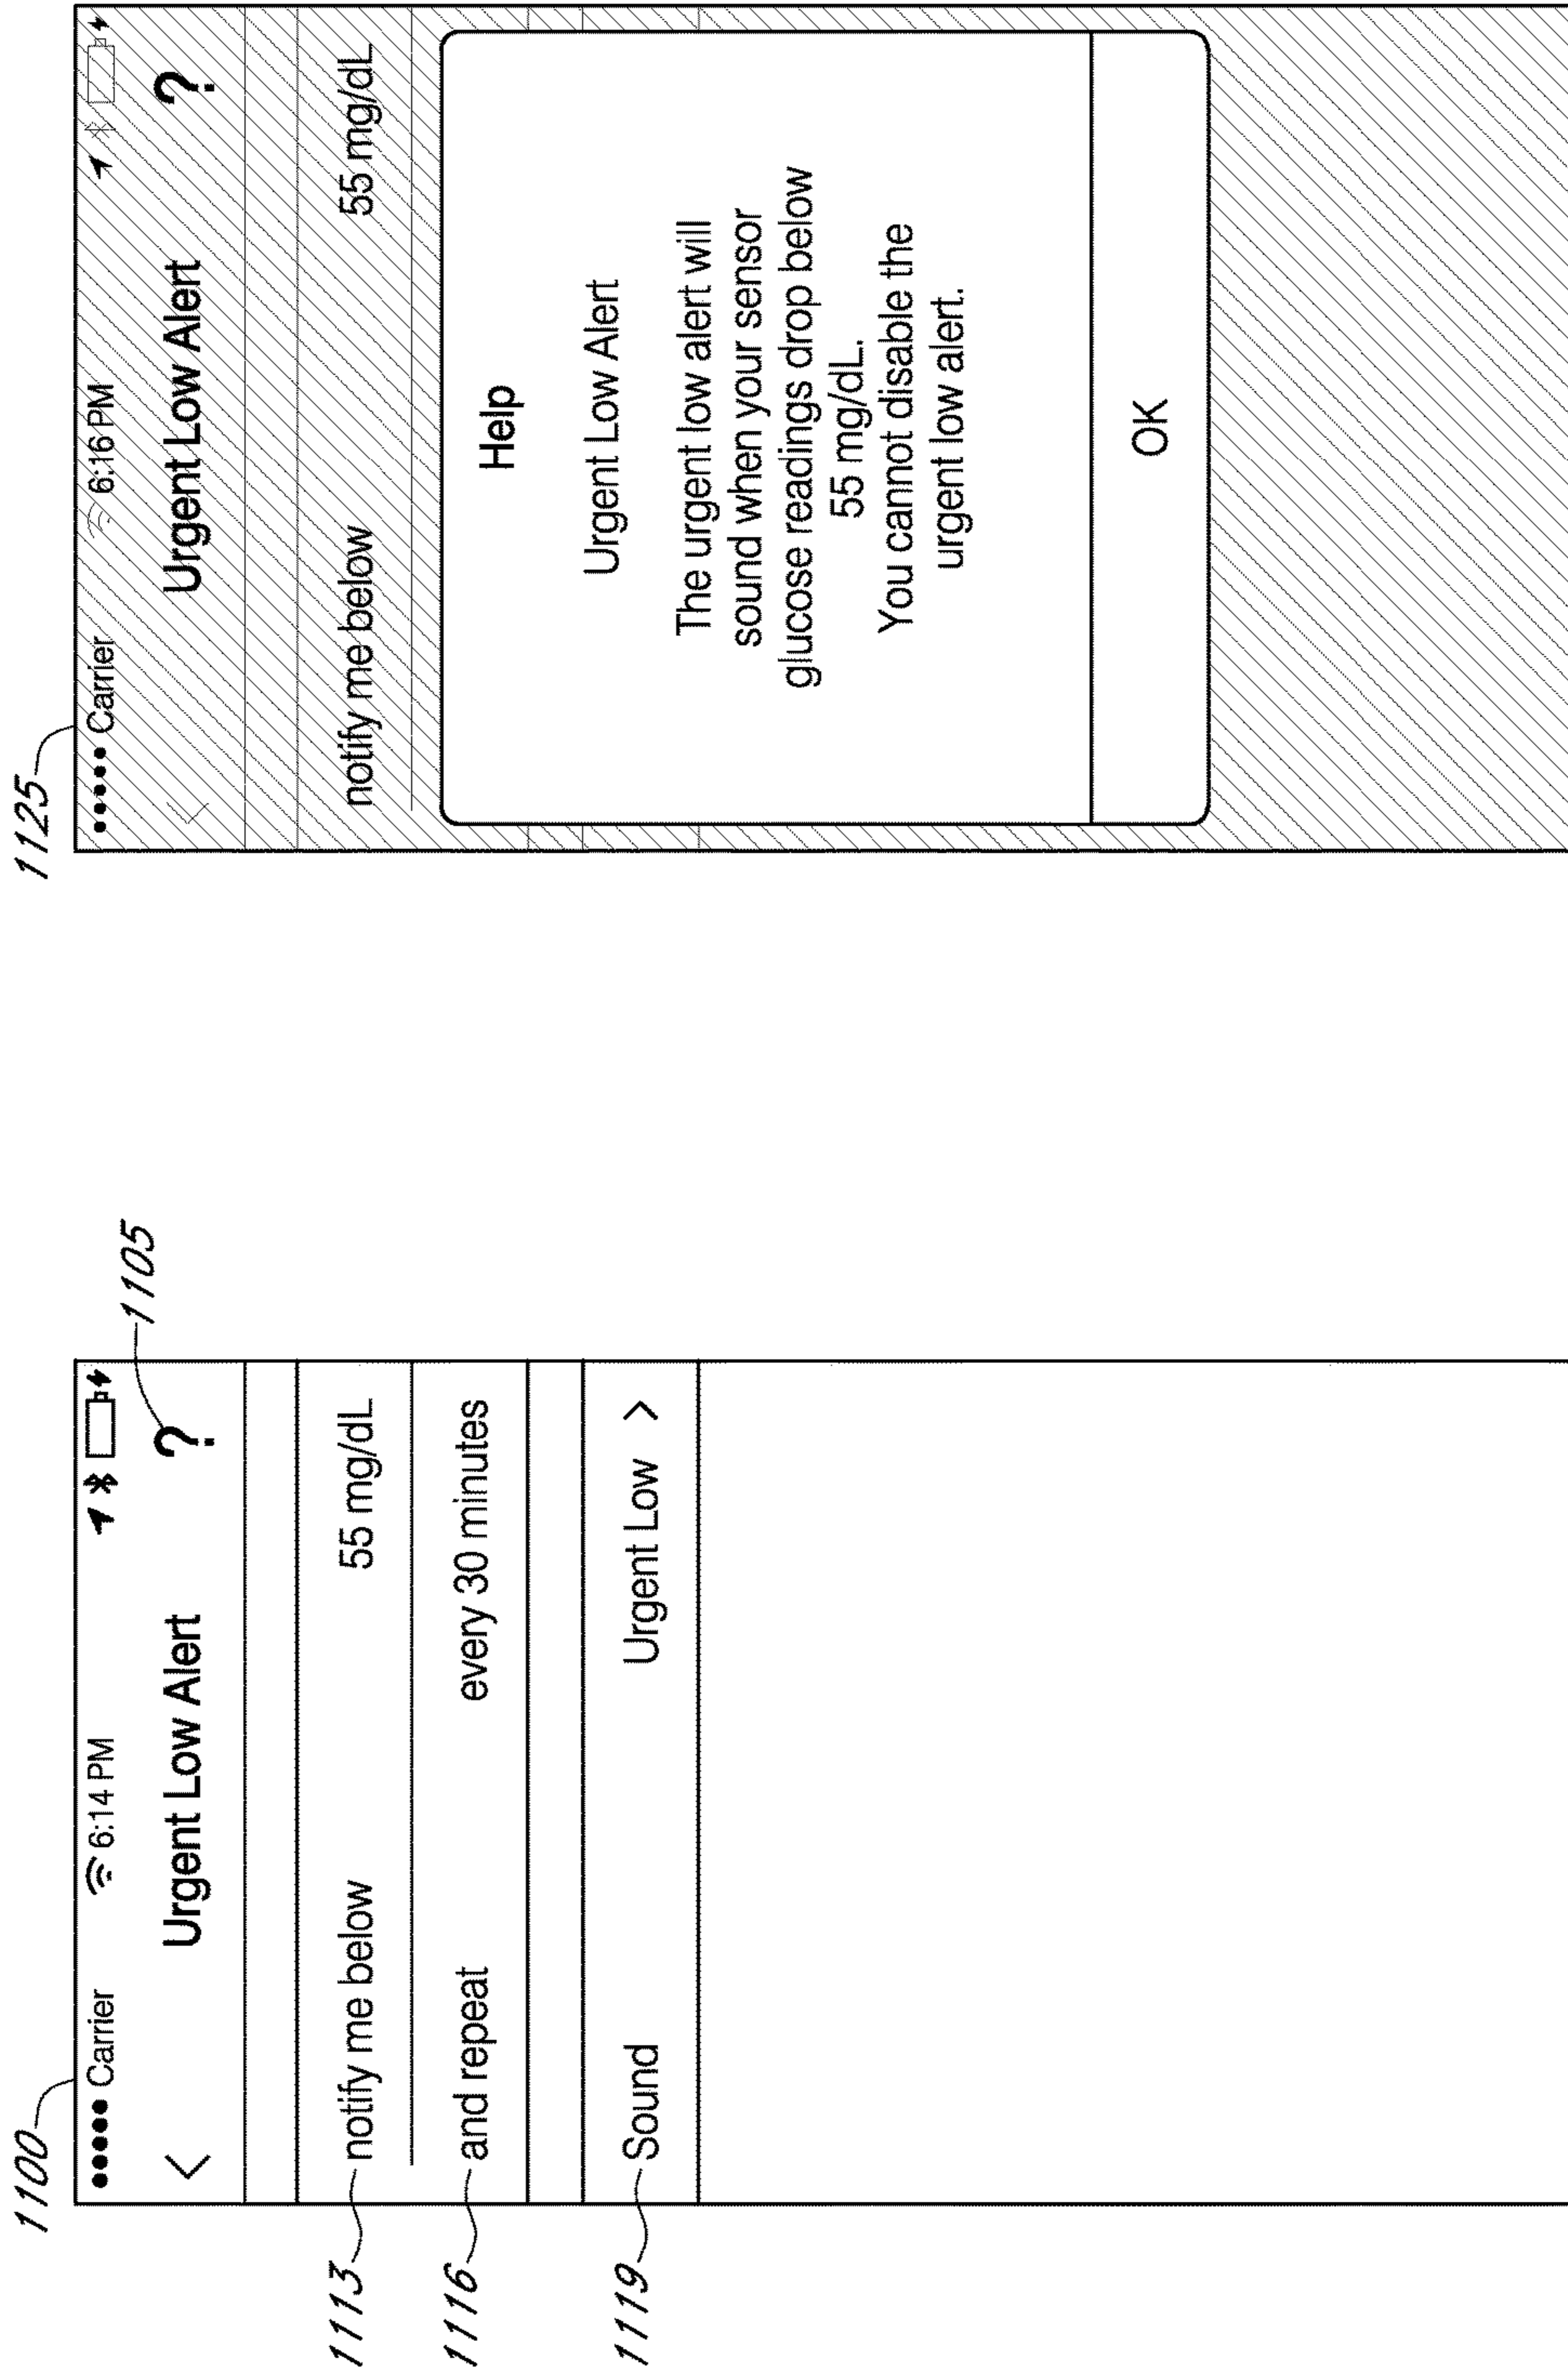 1100
Carrier 6:14 PM
Urgent Low Alert ?
1105
1113 notify me below 55 mg/dL
1116 and repeat every 30 minutes
1119 Sound Urgent Low >
1125
Carrier 6:16 PM
Urgent Low Alert ?
notify me below 55 mg/dL
Help
Urgent Low Alert
The urgent low alert will
sound when your sensor
glucose readings drop below
55 mg/dL.
You cannot disable the
urgent low alert.
OK